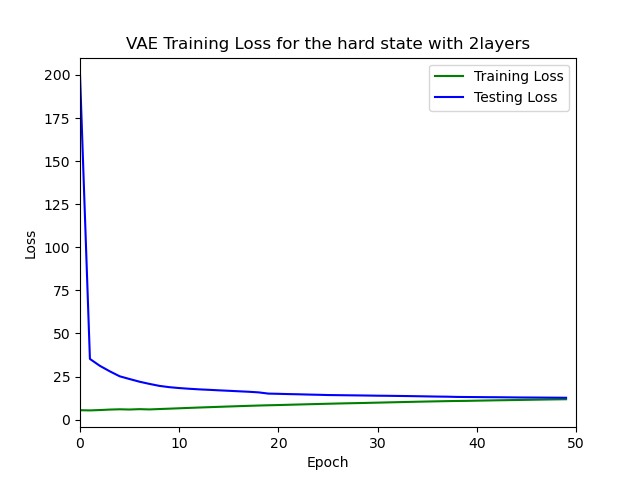 VAE Training Loss for the hard state with 2layers
Training Loss
Testing Loss
Loss
200
175
150
125
100
75
50
25
0
0 10 20 30 40 50
Epoch